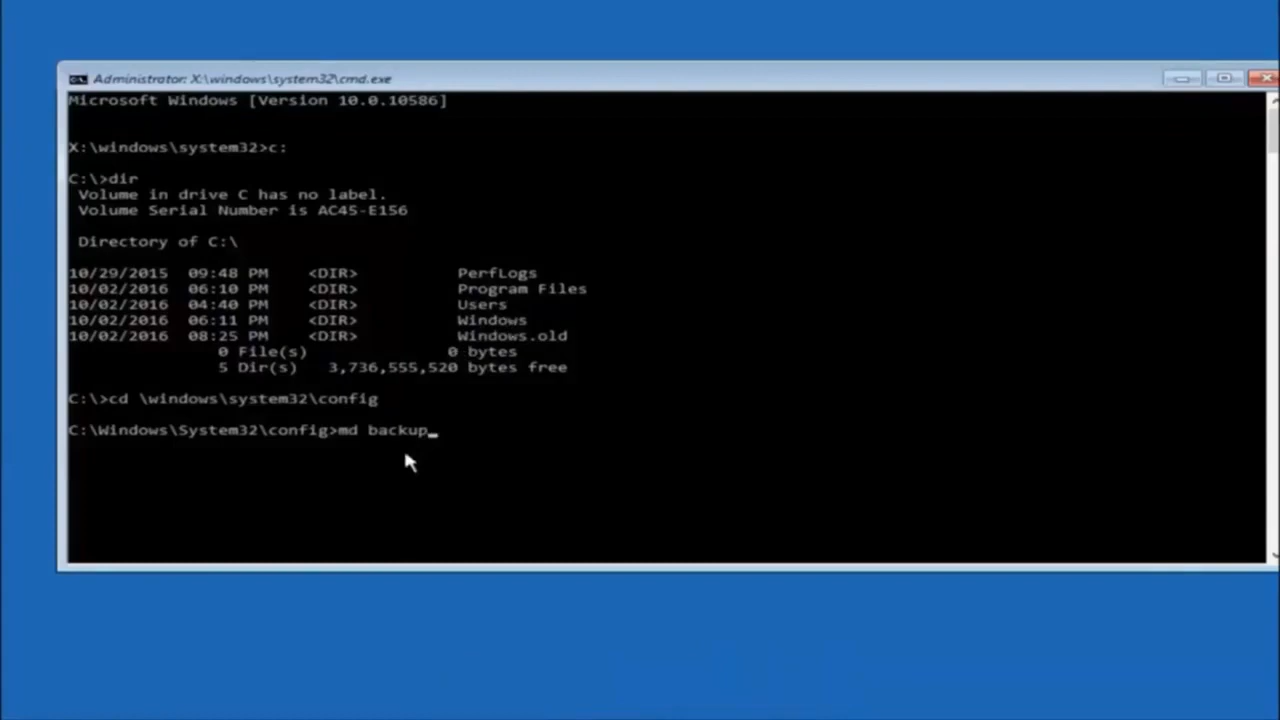 Administrator: X:\windows\system32\cmd.exe
Microsoft Windows [Version 10.0.10586]
X:\windows\system32>c:
C:\>dir
Volume in drive C has no label.
Volume Serial Number is AC45-E156
Directory of C:\
10/29/2015 09:48 PM <DIR> PerfLogs
10/02/2016 06:10 PM <DIR> Program Files
10/02/2016 04:40 PM <DIR> Users
10/02/2016 06:11 PM <DIR> Windows
10/02/2016 08:25 PM <DIR> Windows.old
0 File(s) 0 bytes
5 Dir(s) 3,736,555,520 bytes free
C:\>cd \windows\system32\config
C:\Windows\System32\config>md backup_